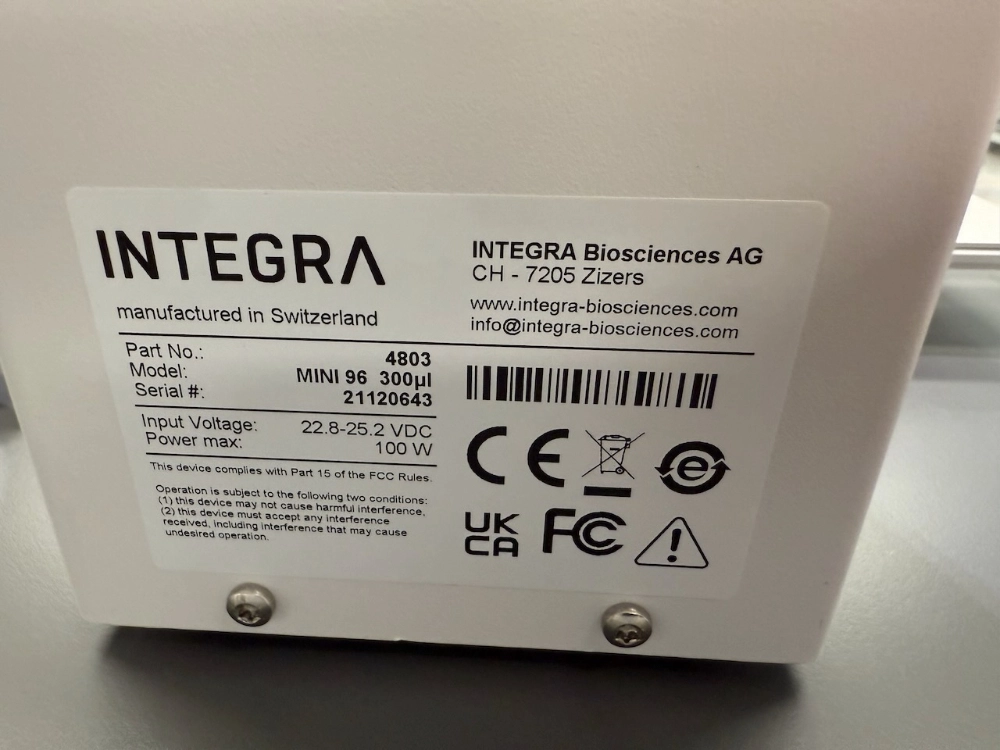 INTEGRA
manufactured in Switzerland
INTEGRA Biosciences AG
CH - 7205 Zizers
www.integra-biosciences.com
info@integra-biosciences.com
Part No.: 4803
Model: MINI 96 300µl
Serial #: 21120643
Input Voltage: 22.8-25.2 VDC
Power max: 100 W
This device complies with Part 15 of the FCC Rules.
Operation is subject to the following two conditions:
(1) this device may not cause harmful interference,
(2) this device must accept any interference
received, including interference that may cause
undesired operation.
CE
e
UK
CA
FC
!